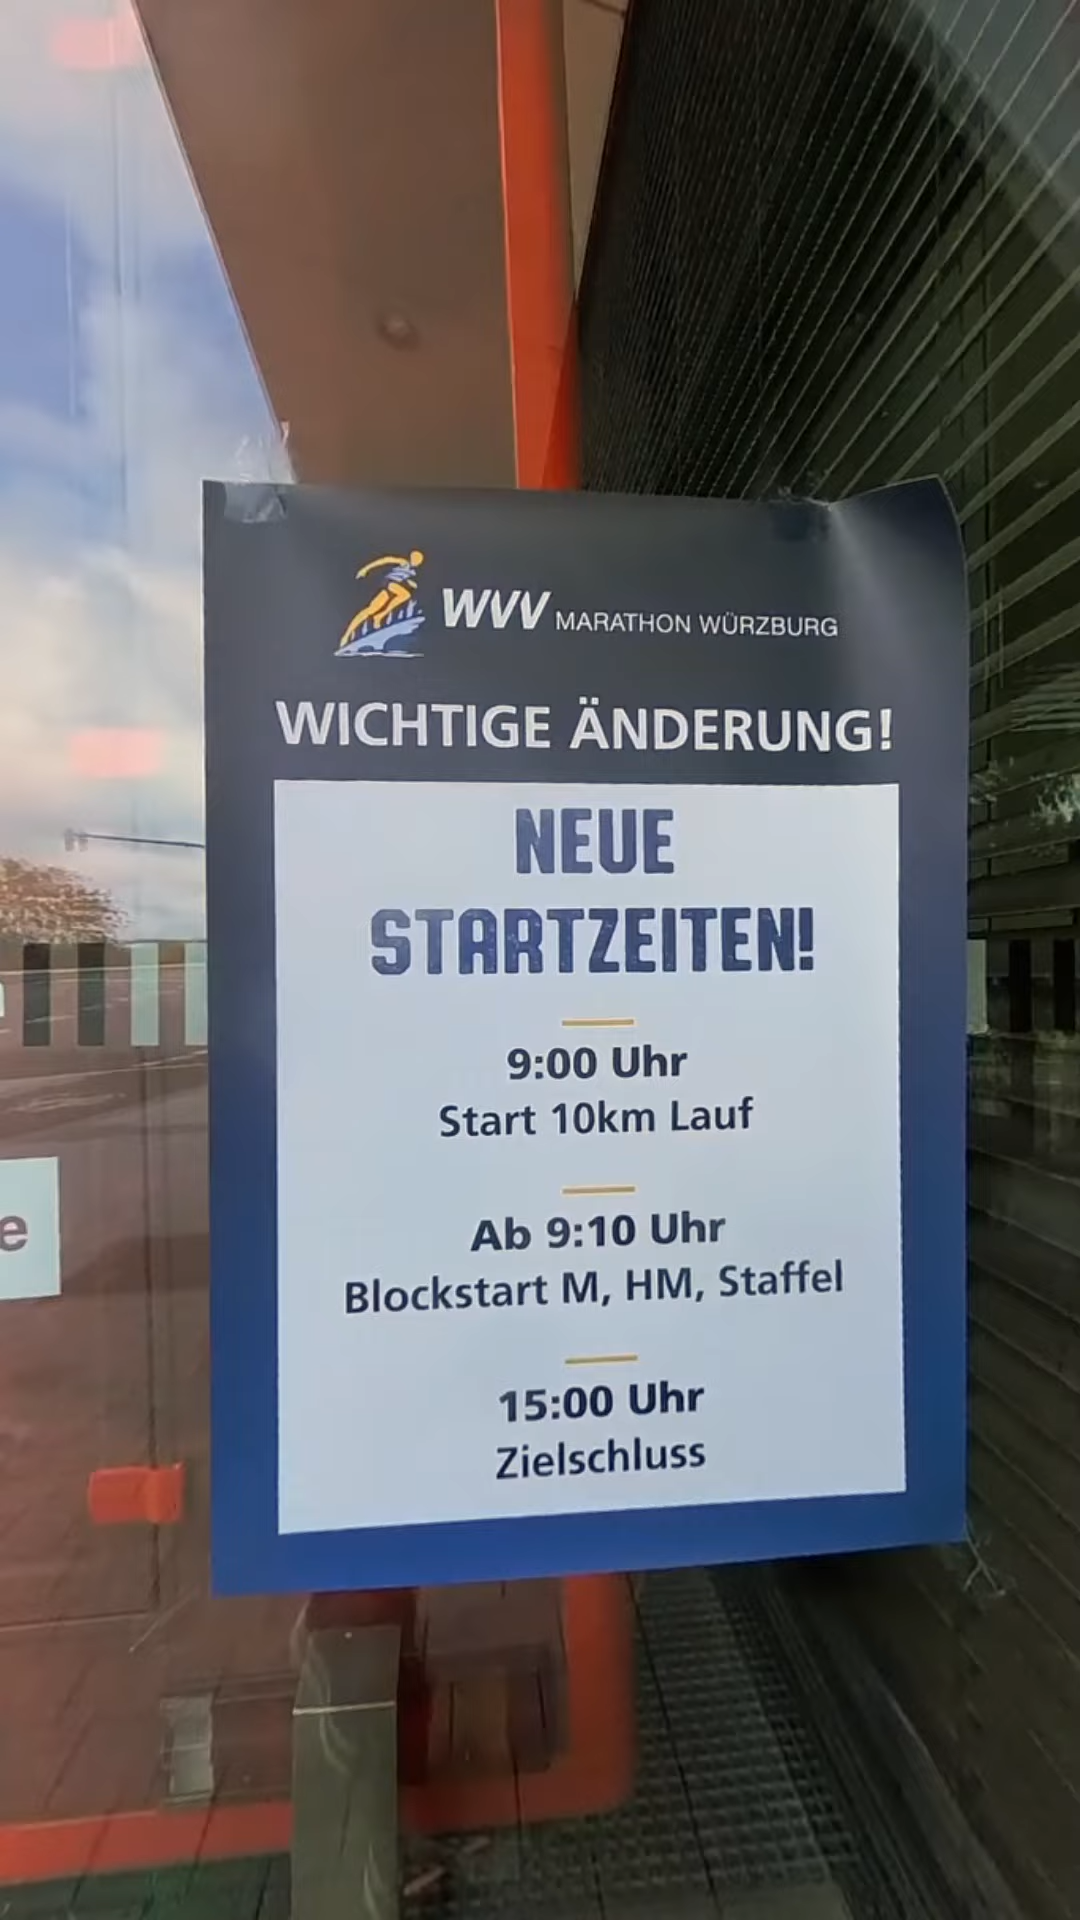 WVV MARATHON WÜRZBURG
WICHTIGE ÄNDERUNG!
NEUE
STARTZEITEN!
9:00 Uhr
Start 10km Lauf
Ab 9:10 Uhr
Blockstart M, HM, Staffel
15:00 Uhr
Zielschluss
e